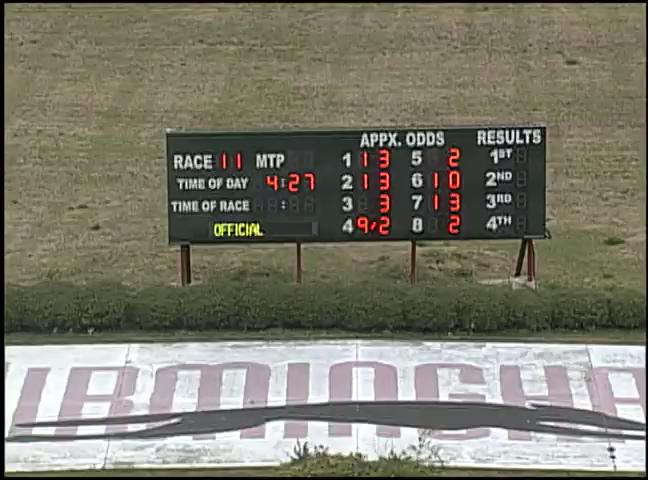 APPX. ODDS RESULTS
RACE 11 MTP 1 13 5 2 1ST
TIME OF DAY 4:27 2 13 6 10 2ND
TIME OF RACE : 3 3 7 13 3RD
OFFICIAL 4 9/2 8 2 4TH
IRMINGHA